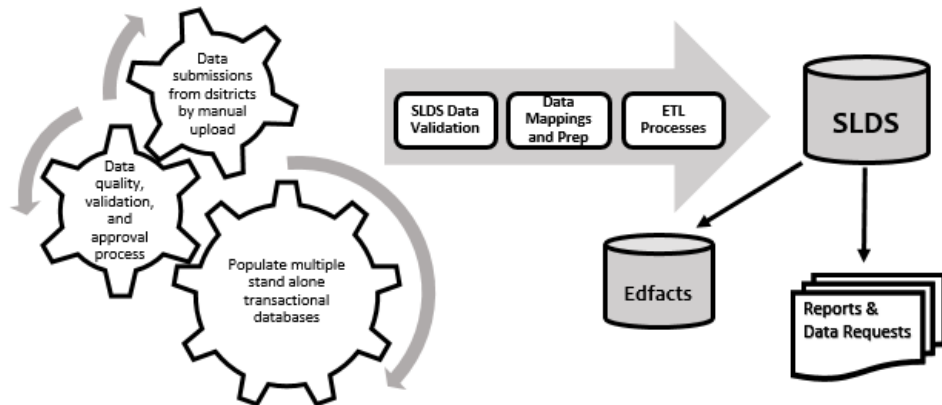 Data
submissions
from dsitricts
by manual
upload
Data
quality,
validation,
and
approval
process
Populate multiple
stand alone
transactional
databases
SLDS Data
Validation
Data
Mappings
and Prep
ETL
Processes
SLDS
Edfacts
Reports &
Data Requests